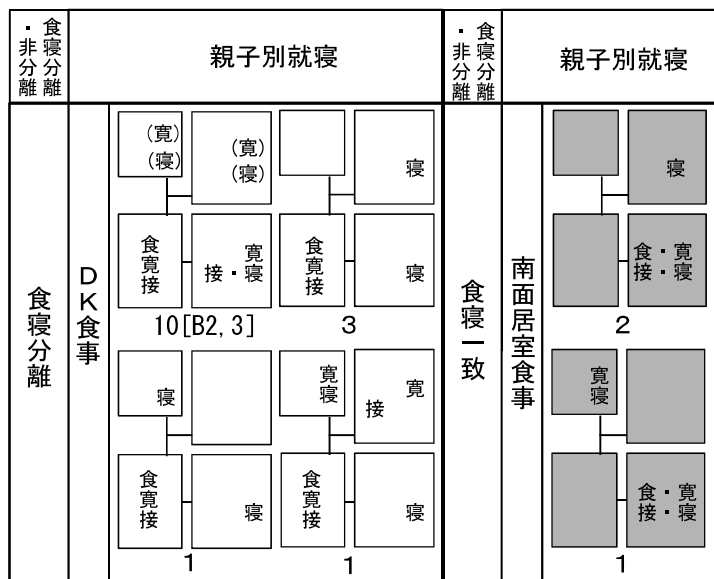 食寝分離・非分離
親子別就寝
食寝分離・非分離
親子別就寝
食寝分離
DK食事
(寛)
(寝)
(寛)
(寝)
食寛接
寛
接・寝
10[B2,3]
寝
食寛接
寝
3
寝
食寛接
寝
1
寛寝
寛
接
食寛接
1
食寝一致
南面居室食事
寝
食・寛
接・寝
2
寛寝
食・寛
接・寝
1